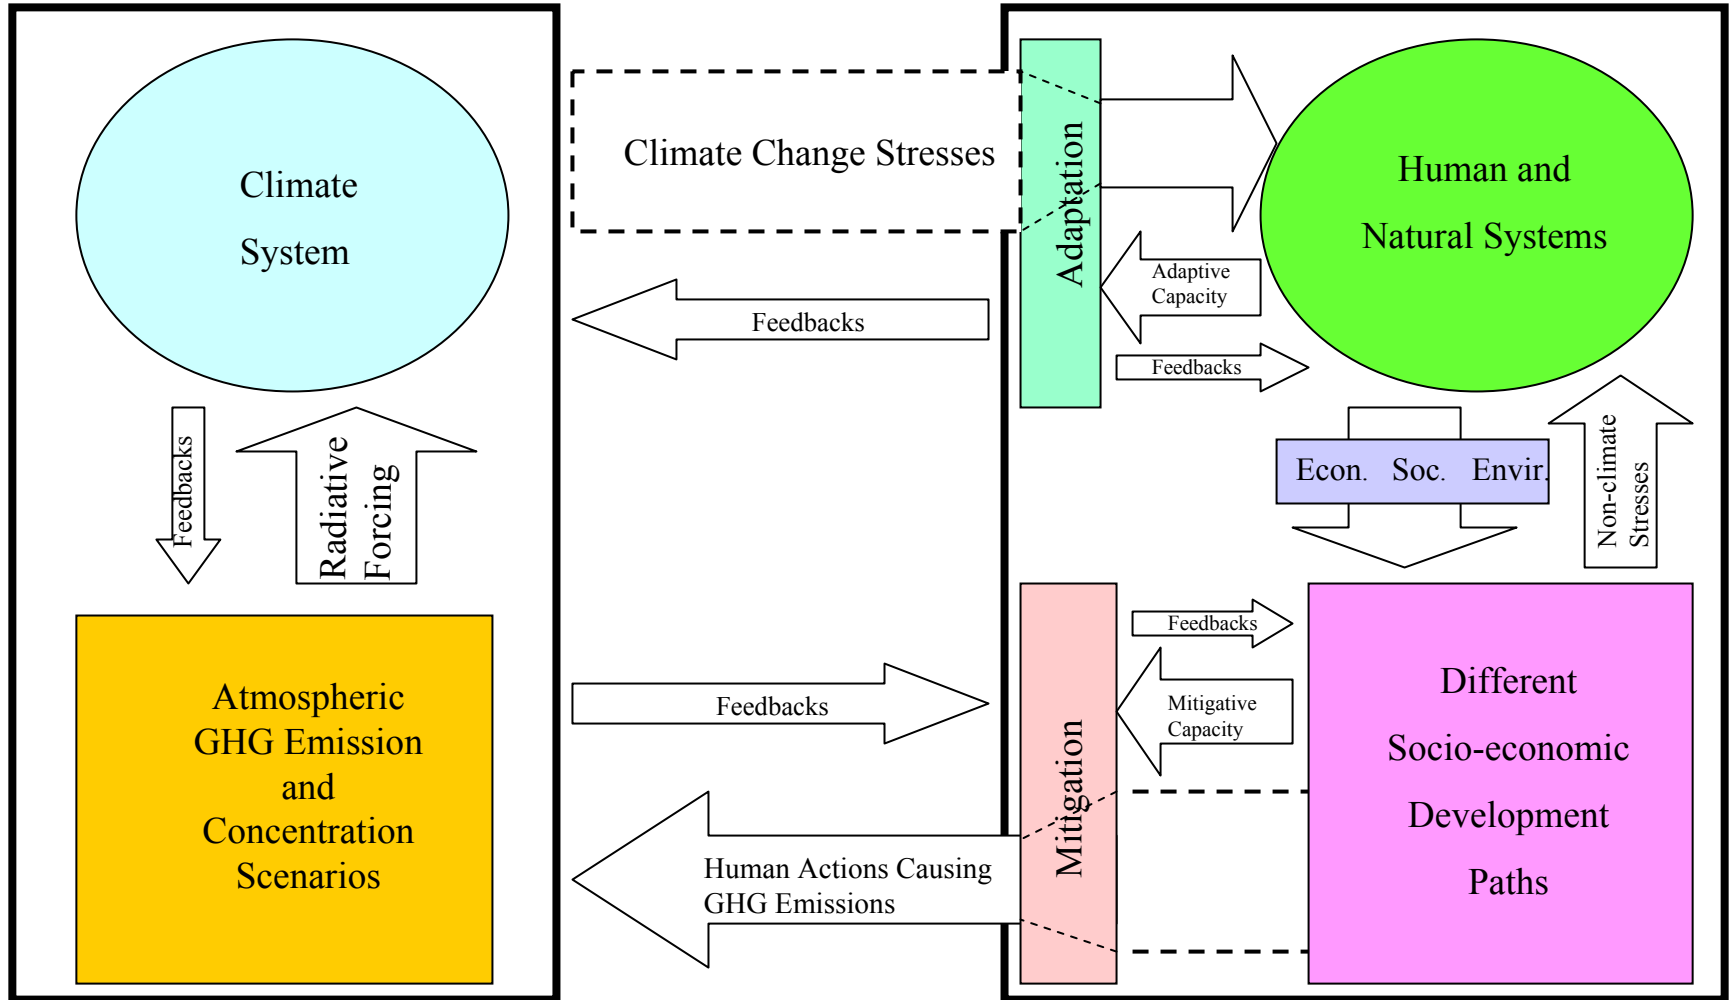 Climate
System
Climate Change Stresses
Adaptation
Human and
Natural Systems
Adaptive
Capacity
Feedbacks
Feedbacks
Feedbacks
Radiative
Forcing
Econ. Soc. Envir.
Non-climate
Stresses
Atmospheric
GHG Emission
and
Concentration
Scenarios
Feedbacks
Human Actions Causing
GHG Emissions
Mitigation
Feedbacks
Mitigative
Capacity
Different
Socio-economic
Development
Paths